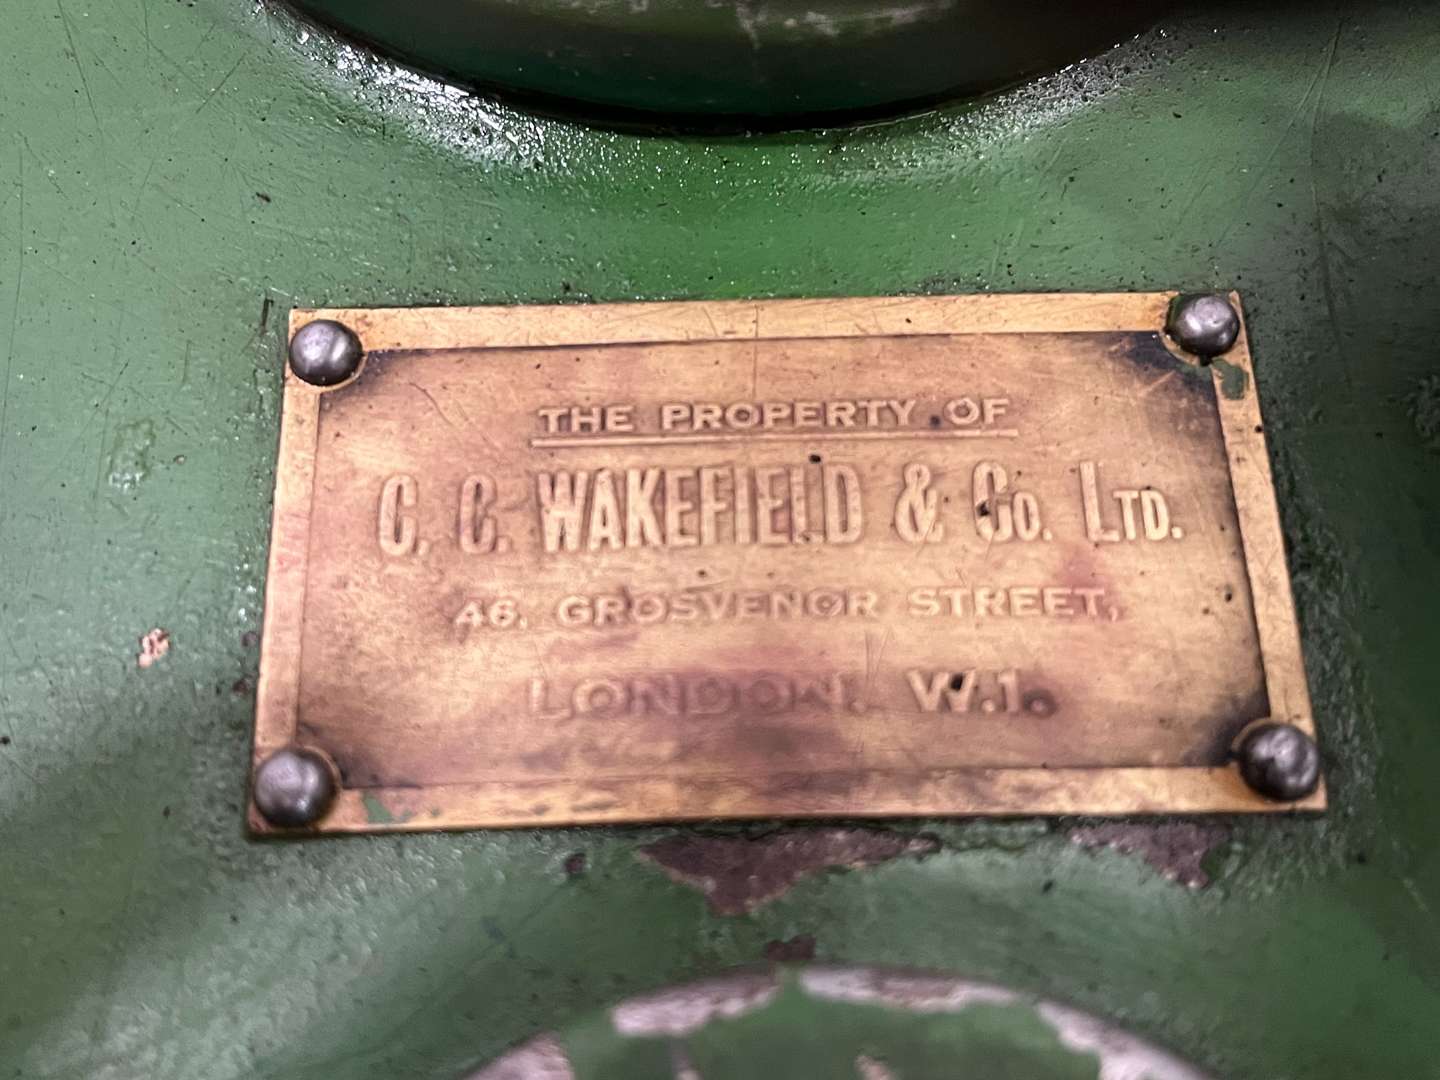 THE PROPERTY OF
C. C. WAKEFIELD & Co. LTD.
46, GROSVENOR STREET,
LONDON. W.1.